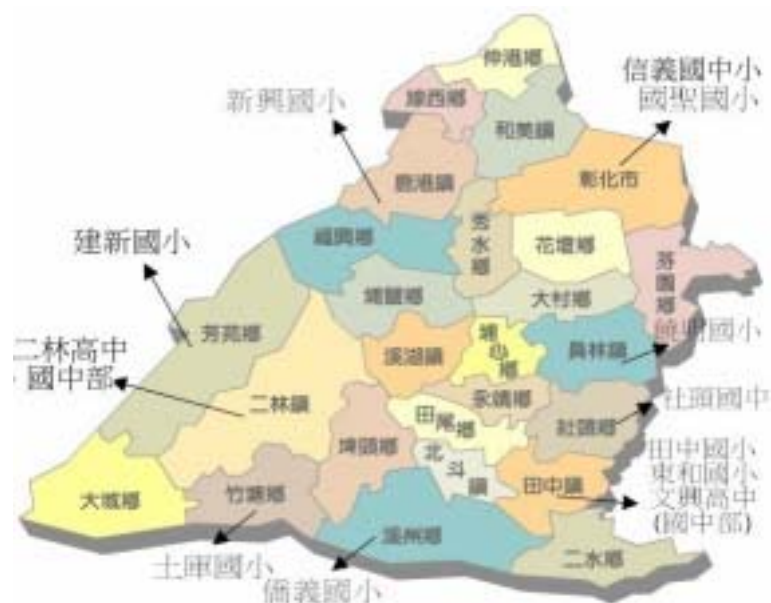 伸港鄉
信義國中小
國聖國小
線西鄉
新興國小
和美鎮
鹿港鎮
彰化市
秀水鄉
福興鄉
花壇鄉
建新國小
芬園鄉
埔鹽鄉
大村鄉
芳苑鄉
二林高中
國中部
溪湖鎮
埔心鄉
員林鎮
饒明國小
二林鎮
永靖鄉
田尾鄉
社頭國中
社頭鄉
埤頭鄉
北斗鎮
田中國小
東和國小
文興高中
(國中部)
大城鄉
竹塘鄉
田中鎮
溪州鄉
二水鄉
土庫國小
僑義國小